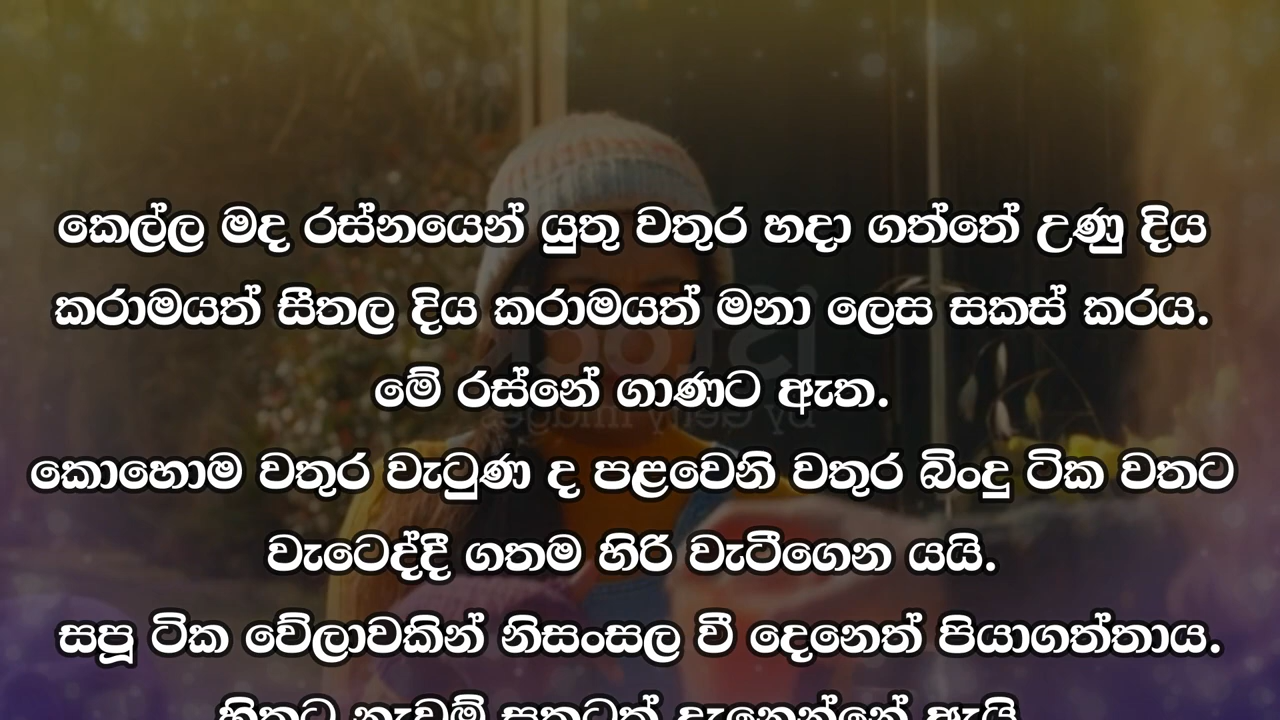 කෙල්ල මද රස්නයෙන් යුතු වතුර හදා ගත්තේ උණු දිය
කරාමයත් සීතල දිය කරාමයත් මනා ලෙස සකස් කරය.
මේ රස්නේ ගාණට ඇත.
කොහොම වතුර වැටුණ ද පළවෙනි වතුර බිංදු ටික වතට
වැටෙද්දී ගතම හිරි වැටීගෙන යයි.
සපූ ටික වේලාවකින් නිසංසල වී දෙනෙත් පියාගත්තාය.